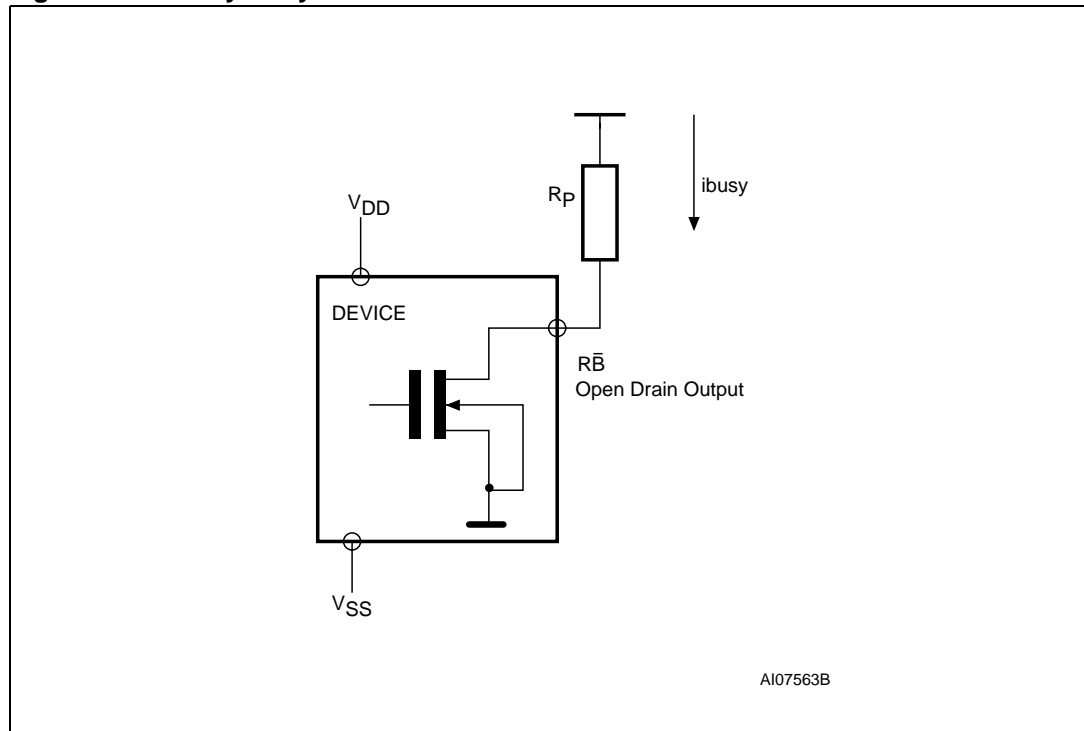 ibusy
RP
VDD
DEVICE
RB̅
Open Drain Output
VSS
AI07563B